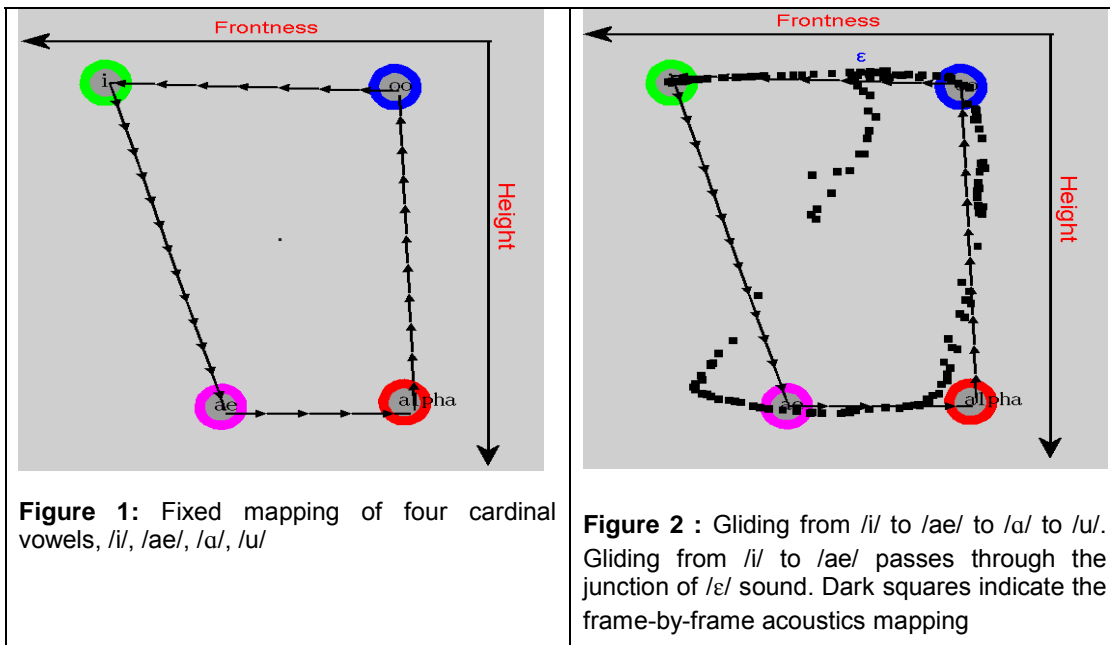 Frontness
i
oo
Height
ae
alpha
Figure 1: Fixed mapping of four cardinal
vowels, /i/, /ae/, /ɑ/, /u/
Frontness
ε
i
oo
Height
ae
alpha
Figure 2 : Gliding from /i/ to /ae/ to /ɑ/ to /u/.
Gliding from /i/ to /ae/ passes through the
junction of /ε/ sound. Dark squares indicate the
frame-by-frame acoustics mapping